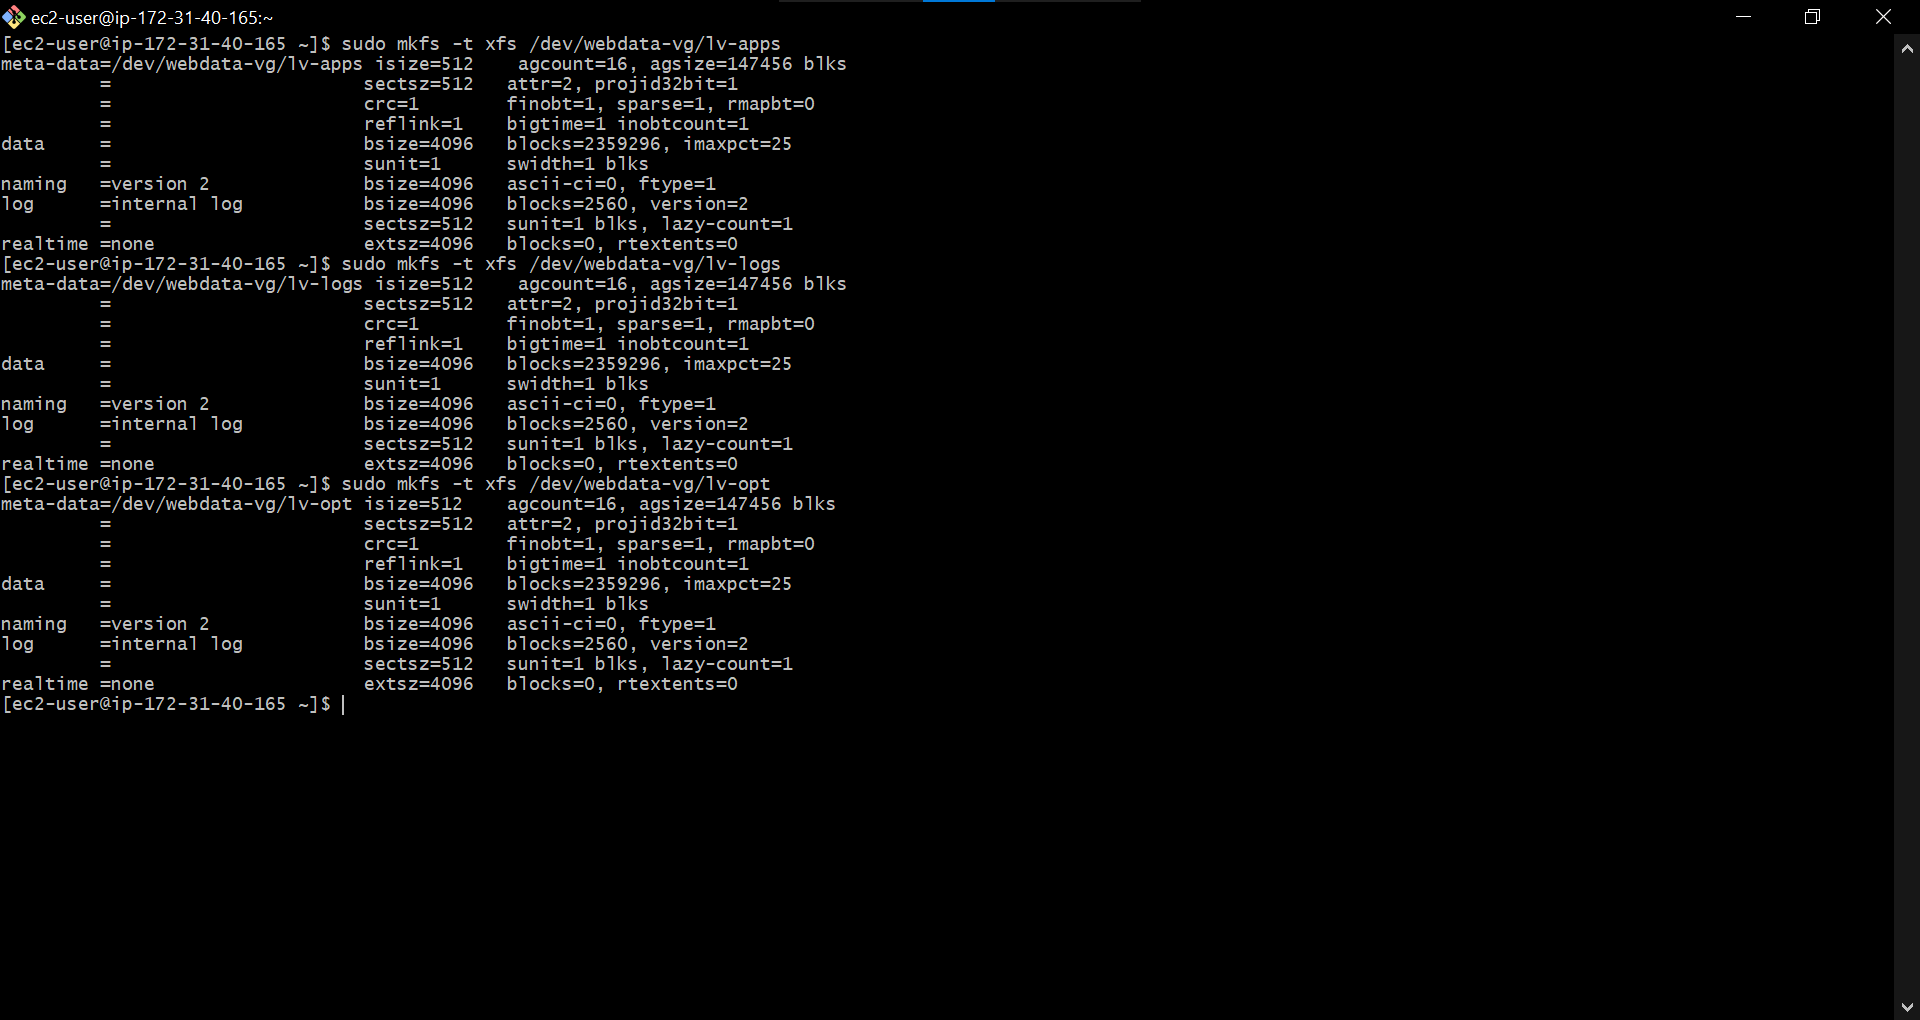 ec2-user@ip-172-31-40-165:~
[ec2-user@ip-172-31-40-165 ~]$ sudo mkfs -t xfs /dev/webdata-vg/lv-apps
meta-data=/dev/webdata-vg/lv-apps isize=512    agcount=16, agsize=147456 blks
         =                       sectsz=512   attr=2, projid32bit=1
         =                       crc=1        finobt=1, sparse=1, rmapbt=0
         =                       reflink=1    bigtime=1 inobtcount=1
data     =                       bsize=4096   blocks=2359296, imaxpct=25
         =                       sunit=1      swidth=1 blks
naming   =version 2              bsize=4096   ascii-ci=0, ftype=1
log      =internal log           bsize=4096   blocks=2560, version=2
         =                       sectsz=512   sunit=1 blks, lazy-count=1
realtime =none                   extsz=4096   blocks=0, rtextents=0
[ec2-user@ip-172-31-40-165 ~]$ sudo mkfs -t xfs /dev/webdata-vg/lv-logs
meta-data=/dev/webdata-vg/lv-logs isize=512    agcount=16, agsize=147456 blks
         =                       sectsz=512   attr=2, projid32bit=1
         =                       crc=1        finobt=1, sparse=1, rmapbt=0
         =                       reflink=1    bigtime=1 inobtcount=1
data     =                       bsize=4096   blocks=2359296, imaxpct=25
         =                       sunit=1      swidth=1 blks
naming   =version 2              bsize=4096   ascii-ci=0, ftype=1
log      =internal log           bsize=4096   blocks=2560, version=2
         =                       sectsz=512   sunit=1 blks, lazy-count=1
realtime =none                   extsz=4096   blocks=0, rtextents=0
[ec2-user@ip-172-31-40-165 ~]$ sudo mkfs -t xfs /dev/webdata-vg/lv-opt
meta-data=/dev/webdata-vg/lv-opt isize=512    agcount=16, agsize=147456 blks
         =                       sectsz=512   attr=2, projid32bit=1
         =                       crc=1        finobt=1, sparse=1, rmapbt=0
         =                       reflink=1    bigtime=1 inobtcount=1
data     =                       bsize=4096   blocks=2359296, imaxpct=25
         =                       sunit=1      swidth=1 blks
naming   =version 2              bsize=4096   ascii-ci=0, ftype=1
log      =internal log           bsize=4096   blocks=2560, version=2
         =                       sectsz=512   sunit=1 blks, lazy-count=1
realtime =none                   extsz=4096   blocks=0, rtextents=0
[ec2-user@ip-172-31-40-165 ~]$